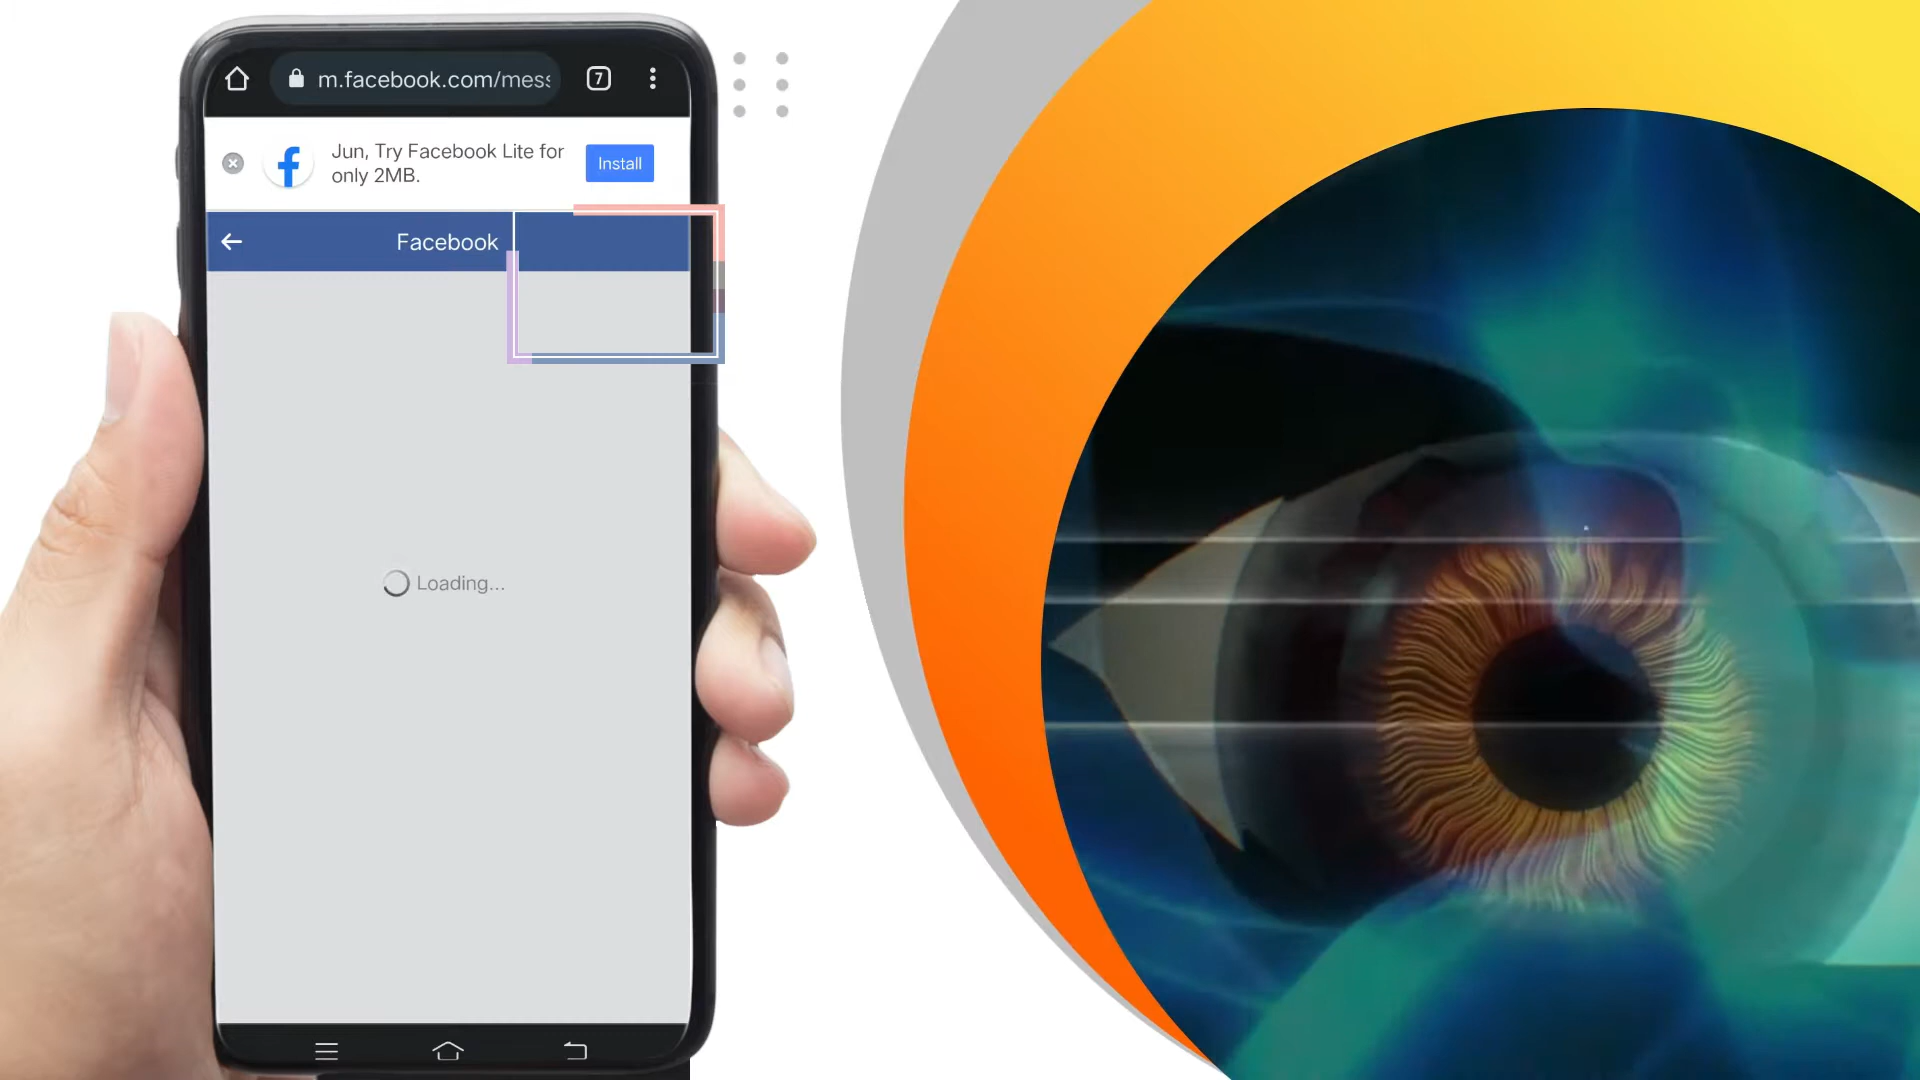 m.facebook.com/mess
7
Jun, Try Facebook Lite for
only 2MB.
Install
Facebook
Loading...